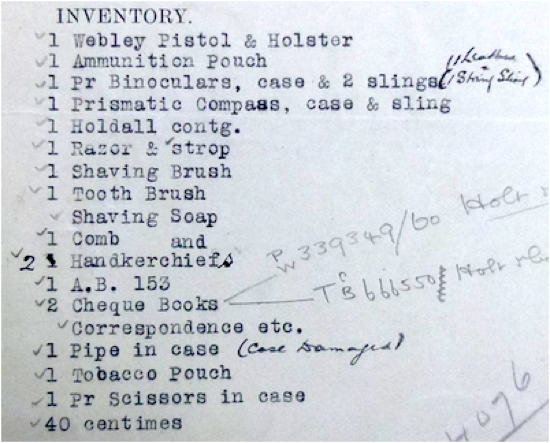 INVENTORY.
1 Webley Pistol & Holster
1 Ammunition Pouch
1 Pr Binoculars, case & 2 slings (1 Leather
1 String Sling)
1 Prismatic Compass, case & sling
1 Holdall contg.
1 Razor & strop
1 Shaving Brush
1 Tooth Brush
Shaving Soap
1 Comb and
2 Handkerchiefs
1 A.B. 153
2 Cheque Books
P/W 339349/60 Holt
Holt
Correspondence etc.
1 Pipe in case (Case Damaged)
1 Tobacco Pouch
1 Pr Scissors in case
40 centimes
4076